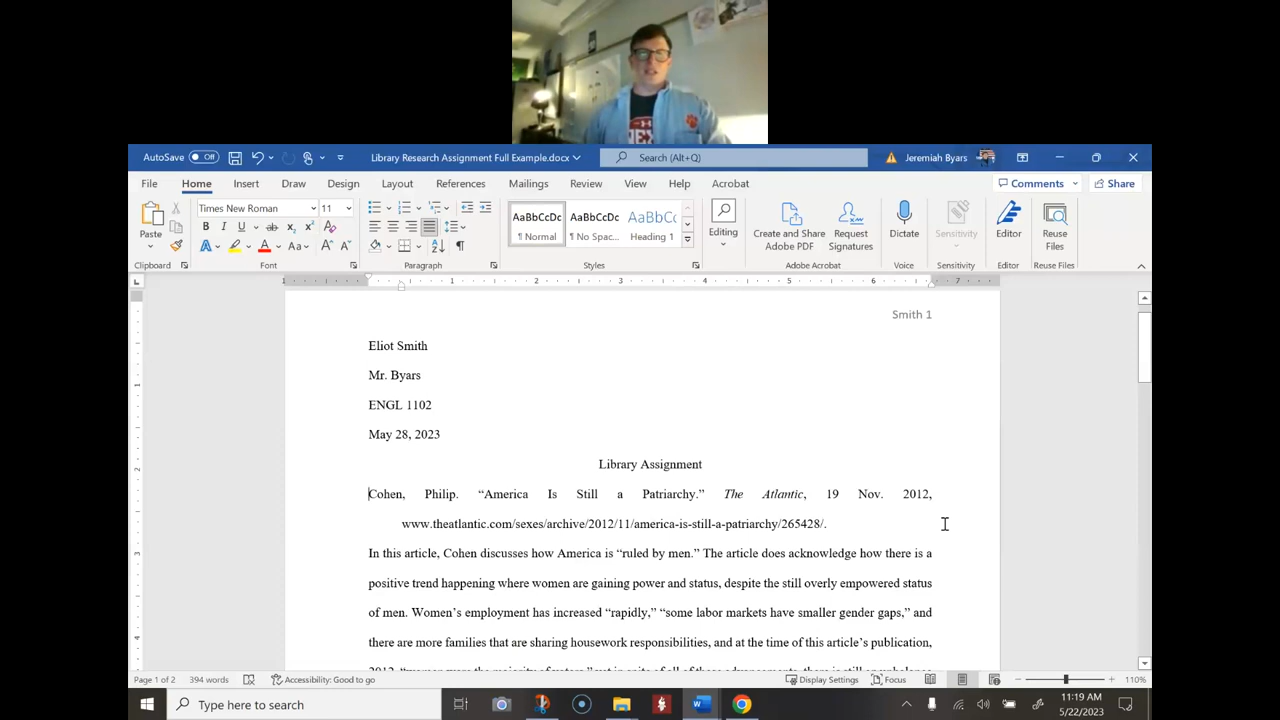 AutoSave Off Library Research Assignment Full Example.docx Search (Alt+Q) Jeremiah Byars
File Home Insert Draw Design Layout References Mailings Review View Help Acrobat Comments Share
Times New Roman 11
AaBbCcDc AaBbCcDc AaBbCc
Paste
¶ Normal ¶ No Spac... Heading 1
Editing
Create and Share Adobe PDF
Request Signatures
Dictate
Sensitivity
Editor
Reuse Files
Clipboard Font Paragraph Styles Adobe Acrobat Voice Sensitivity Editor Reuse Files
1 1 2 3 4 5 6 7
Smith 1
Eliot Smith
Mr. Byars
ENGL 1102
May 28, 2023
Library Assignment
Cohen, Philip. “America Is Still a Patriarchy.” The Atlantic, 19 Nov. 2012,
www.theatlantic.com/sexes/archive/2012/11/america-is-still-a-patriarchy/265428/.
In this article, Cohen discusses how America is “ruled by men.” The article does acknowledge how there is a
positive trend happening where women are gaining power and status, despite the still overly empowered status
of men. Women’s employment has increased “rapidly,” “some labor markets have smaller gender gaps,” and
there are more families that are sharing housework responsibilities, and at the time of this article’s publication,
Page 1 of 2 394 words Accessibility: Good to go Display Settings Focus 110%
Type here to search
11:19 AM
5/22/2023